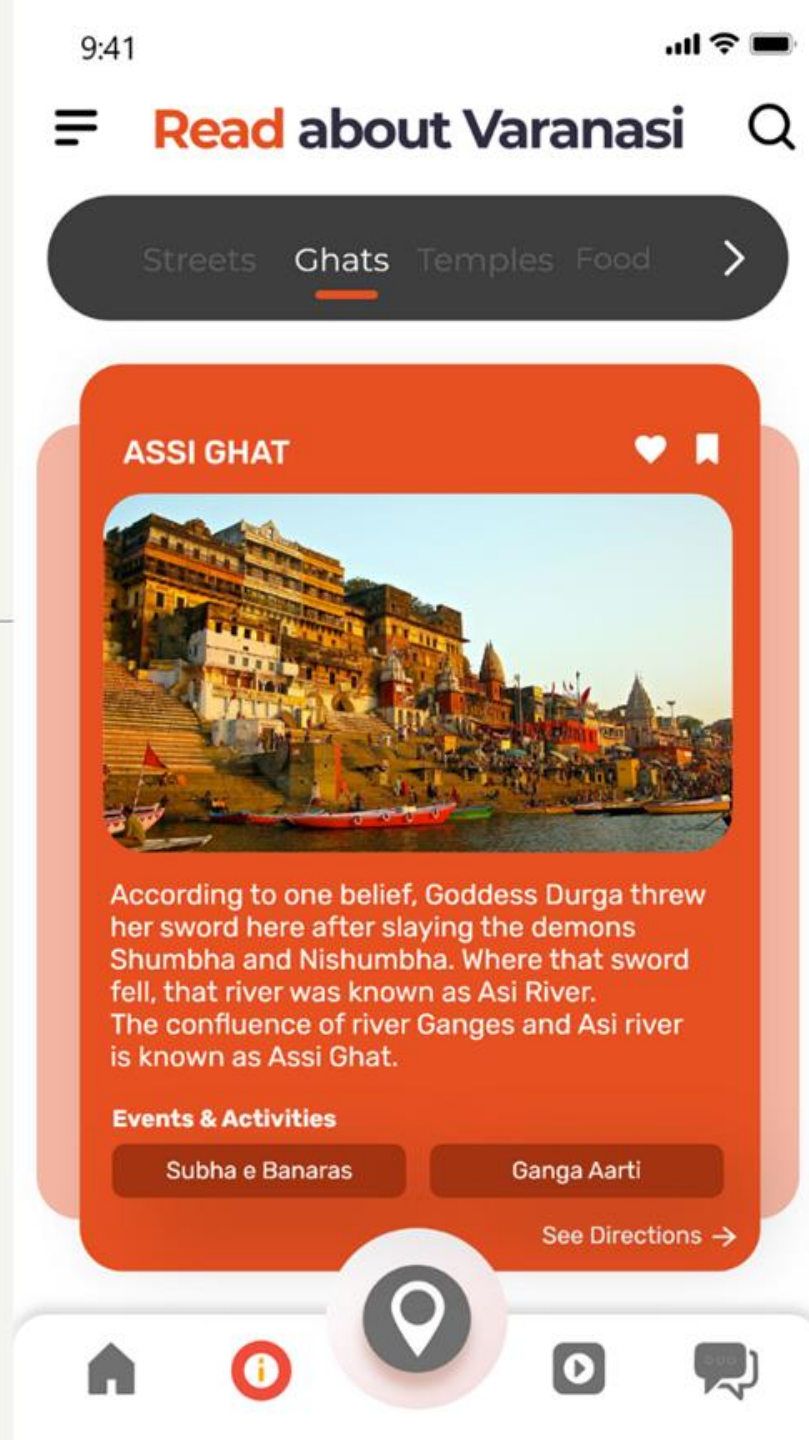 9:41
Read about Varanasi
Streets Ghats Temples Food
ASSI GHAT
According to one belief, Goddess Durga threw
her sword here after slaying the demons
Shumbha and Nishumbha. Where that sword
fell, that river was known as Asi River.
The confluence of river Ganges and Asi river
is known as Assi Ghat.
Events & Activities
Subha e Banaras Ganga Aarti
See Directions →